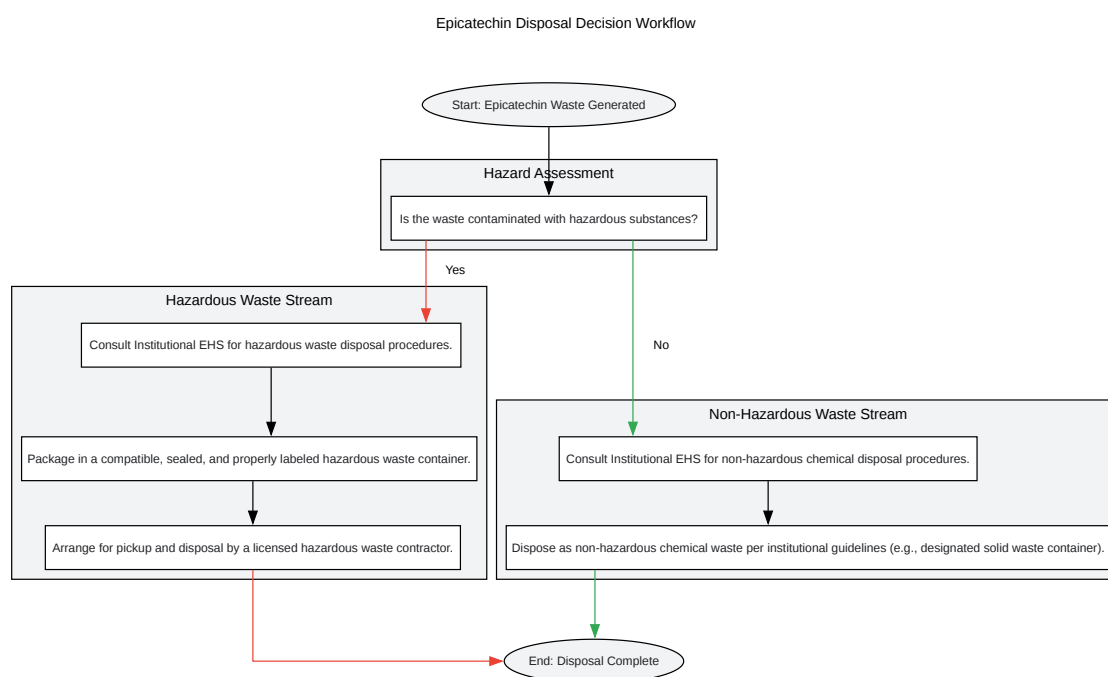 Epicatechin Disposal Decision Workflow
Start: Epicatechin Waste Generated
Hazard Assessment
Is the waste contaminated with hazardous substances?
Yes
Hazardous Waste Stream
Consult Institutional EHS for hazardous waste disposal procedures.
Package in a compatible, sealed, and properly labeled hazardous waste container.
Arrange for pickup and disposal by a licensed hazardous waste contractor.
No
Non-Hazardous Waste Stream
Consult Institutional EHS for non-hazardous chemical disposal procedures.
Dispose as non-hazardous chemical waste per institutional guidelines (e.g., designated solid waste container).
End: Disposal Complete